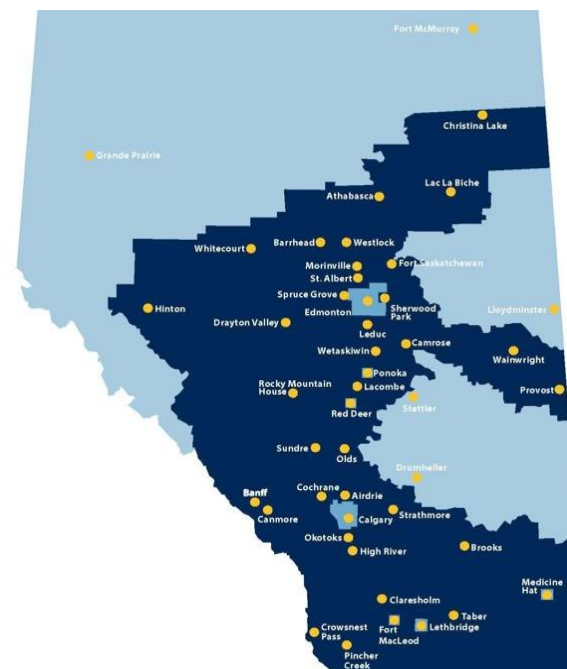 Fort McMurray
Christina Lake
Grande Prairie
Lac La Biche
Athabasca
Barrhead
Westlock
Whitecourt
Morinville
Fort Saskatchewan
St. Albert
Spruce Grove
Sherwood
Park
Edmonton
Hinton
Lloydminster
Drayton Valley
Leduc
Camrose
Wetaskiwin
Wainwright
Ponoka
Rocky Mountain
House
Lacombe
Provost
Stettler
Red Deer
Sundre
Olds
Drumheller
Cochrane
Airdrie
Banff
Canmore
Calgary
Strathmore
Okotoks
High River
Brooks
Medicine
Hat
Claresholm
Taber
Fort
MacLeod
Lethbridge
Crowsnest
Pass
Pincher
Creek